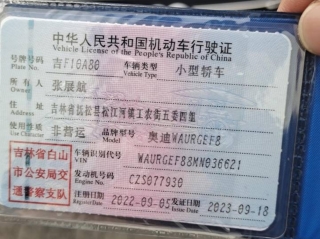 中华人民共和国机动车行驶证
Vehicle License of the People's Republic of China
号牌号码 Plate No. 吉F16A80 车辆类型 Vehicle Type 小型轿车
所有人 Owner 张展毓
住址 Address 吉林省抚松县松江河镇工农街五委四组
使用性质 Use Character 非营运 品牌型号 Model 奥迪WAURGEF8
吉林省白山市公安局交通警察支队
车辆识别代号 VIN WAURGEF88MN036621
发动机号码 Engine No. CZS077930
注册日期 Register Date 2022-09-05 发证日期 Issue Date 2023-09-18